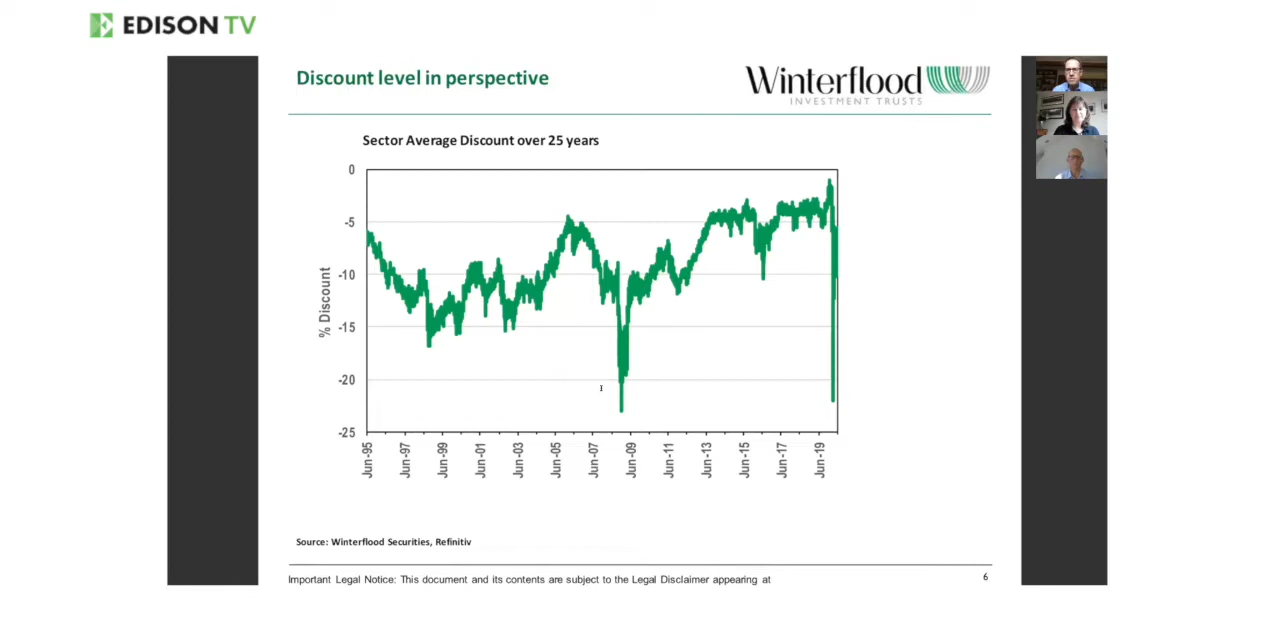 EDISON TV
Discount level in perspective
Winterflood
INVESTMENT TRUSTS
Sector Average Discount over 25 years
% Discount
0
-5
-10
-15
-20
-25
Jun-95
Jun-97
Jun-99
Jun-01
Jun-03
Jun-05
Jun-07
Jun-09
Jun-11
Jun-13
Jun-15
Jun-17
Jun-19
Source: Winterflood Securities, Refinitiv
Important Legal Notice: This document and its contents are subject to the Legal Disclaimer appearing at
6